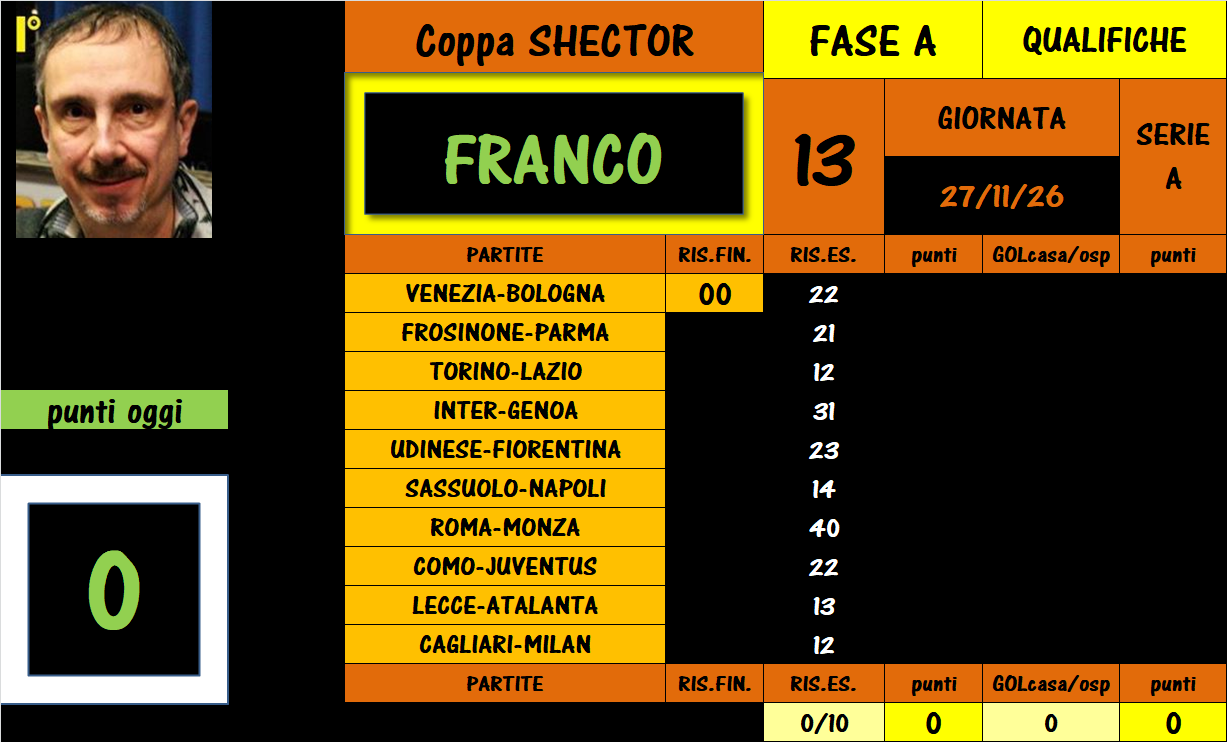 1°
Coppa SHECTOR
FASE A
QUALIFICHE
FRANCO
13
GIORNATA
27/11/26
SERIE
A
PARTITE RIS.FIN. RIS.ES. punti GOLcasa/osp punti
VENEZIA-BOLOGNA 00 22
FROSINONE-PARMA 21
TORINO-LAZIO 12
INTER-GENOA 31
UDINESE-FIORENTINA 23
SASSUOLO-NAPOLI 14
ROMA-MONZA 40
COMO-JUVENTUS 22
LECCE-ATALANTA 13
CAGLIARI-MILAN 12
PARTITE RIS.FIN. RIS.ES. punti GOLcasa/osp punti
0/10 0 0 0
punti oggi
0